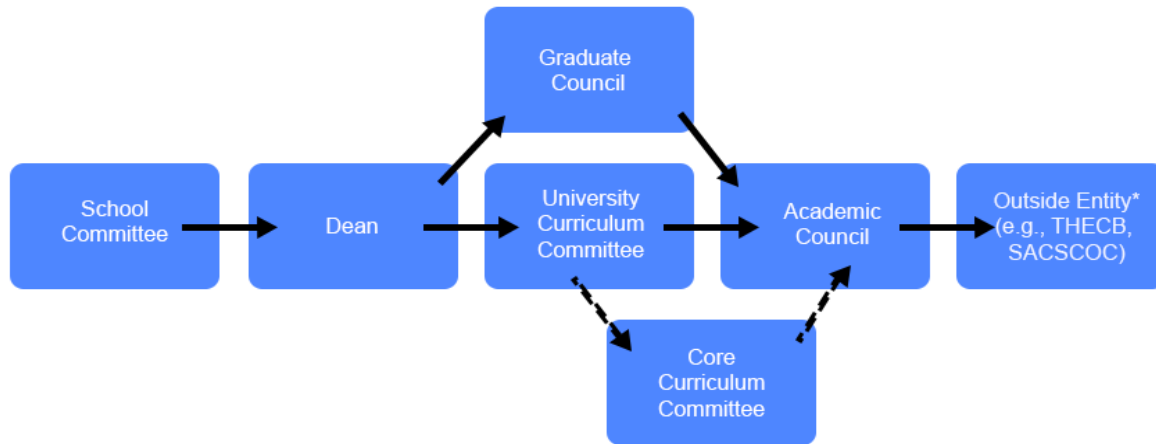 Graduate
Council
School
Committee
Dean
University
Curriculum
Committee
Academic
Council
Outside Entity*
(e.g., THECB,
SACSCOC)
Core
Curriculum
Committee